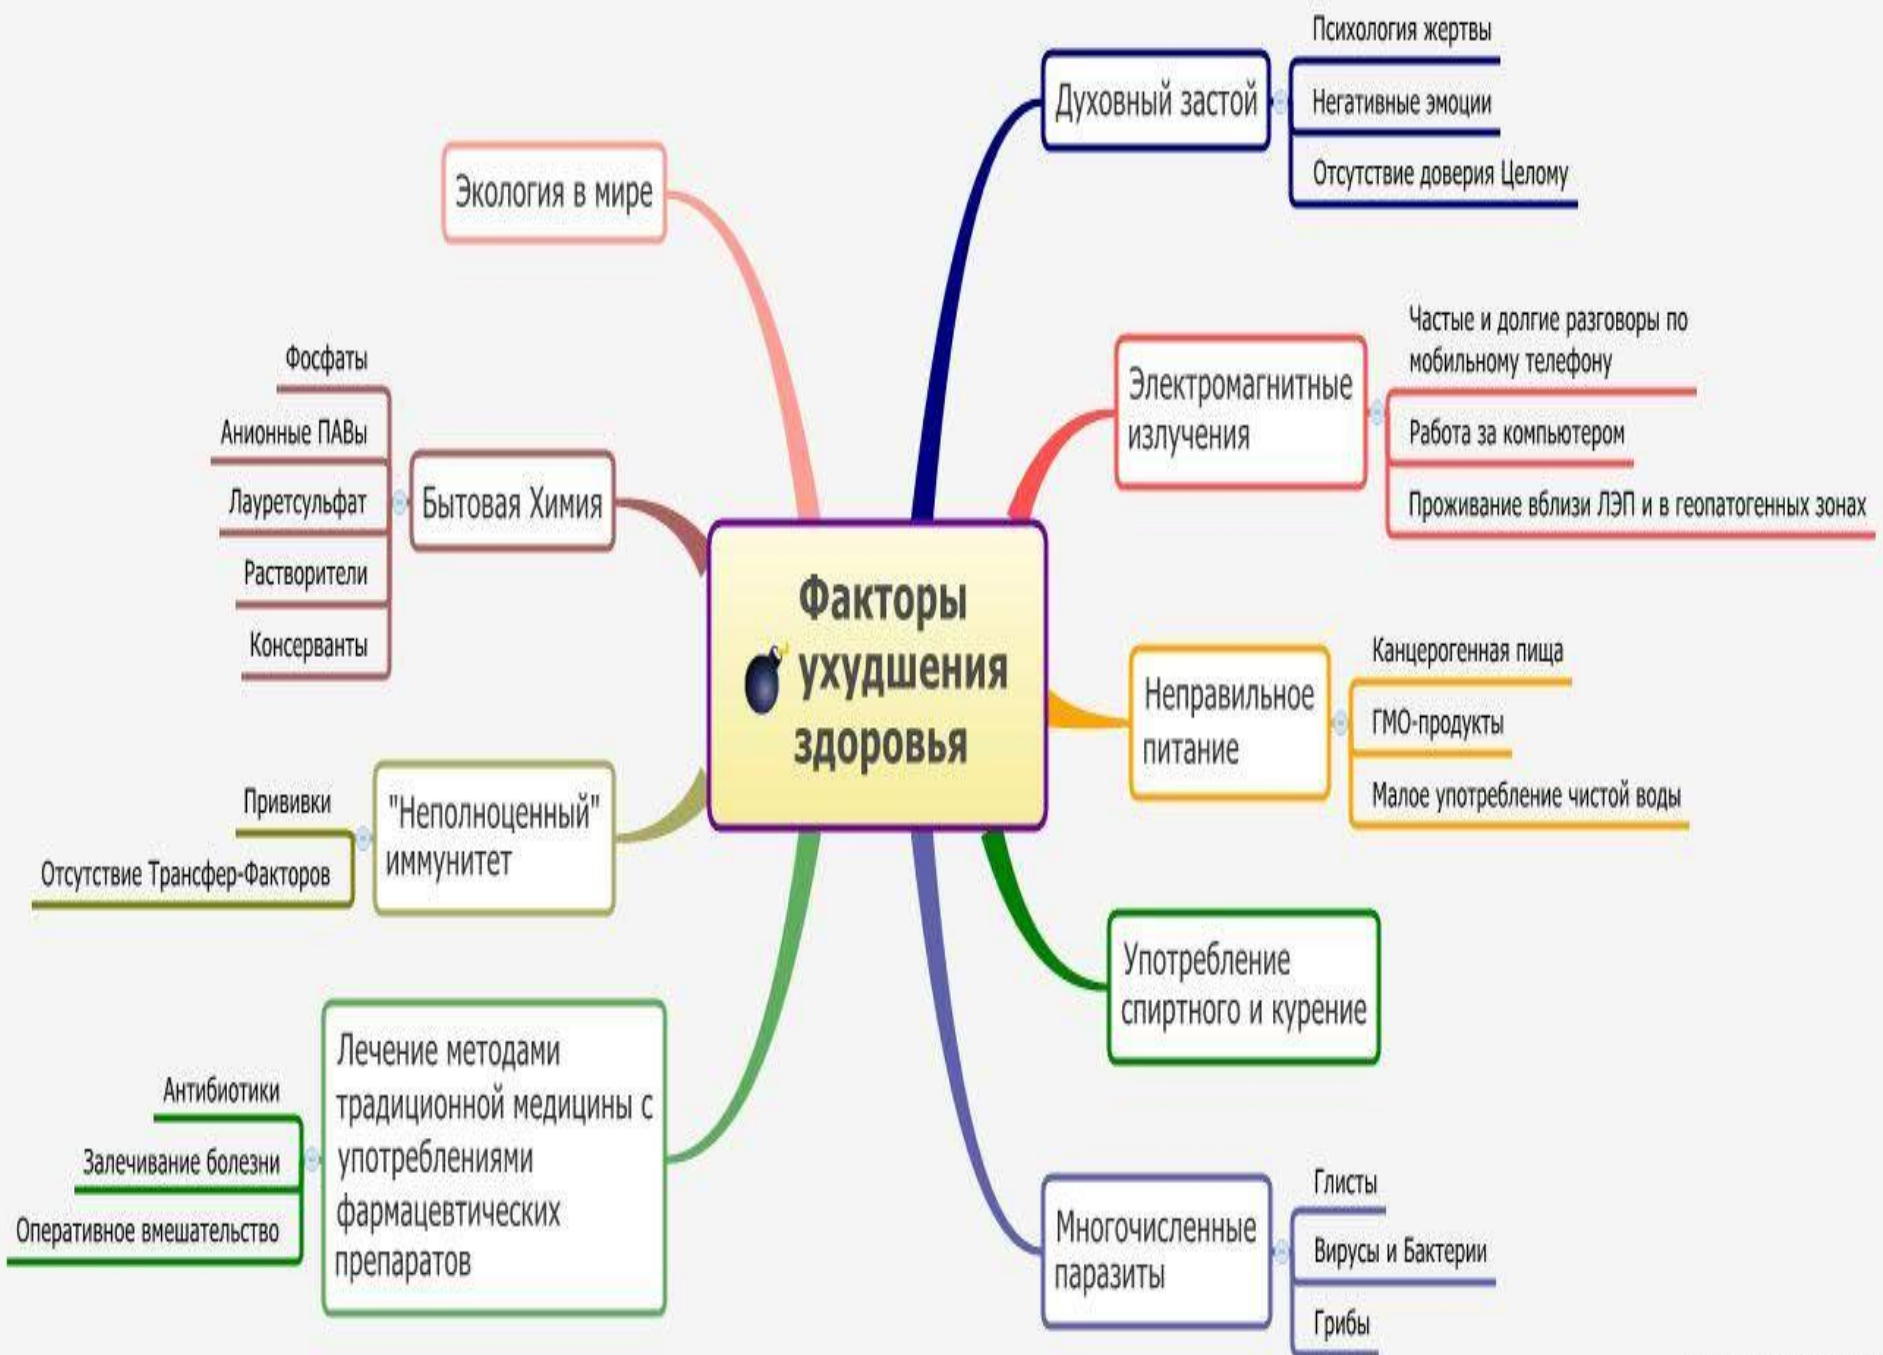 Факторы
ухудшения
здоровья
Духовный застой
Психология жертвы
Негативные эмоции
Отсутствие доверия Целому
Электромагнитные
излучения
Частые и долгие разговоры по
мобильному телефону
Работа за компьютером
Проживание вблизи ЛЭП и в геопатогенных зонах
Неправильное
питание
Канцерогенная пища
ГМО-продукты
Малое употребление чистой воды
Употребление
спиртного и курение
Многочисленные
паразиты
Глисты
Вирусы и Бактерии
Грибы
Экология в мире
Бытовая Химия
Фосфаты
Анионные ПАВы
Лауретсульфат
Растворители
Консерванты
"Неполноценный"
иммунитет
Прививки
Отсутствие Трансфер-Факторов
Лечение методами
традиционной медицины с
употреблениями
фармацевтических
препаратов
Антибиотики
Залечивание болезни
Оперативное вмешательство